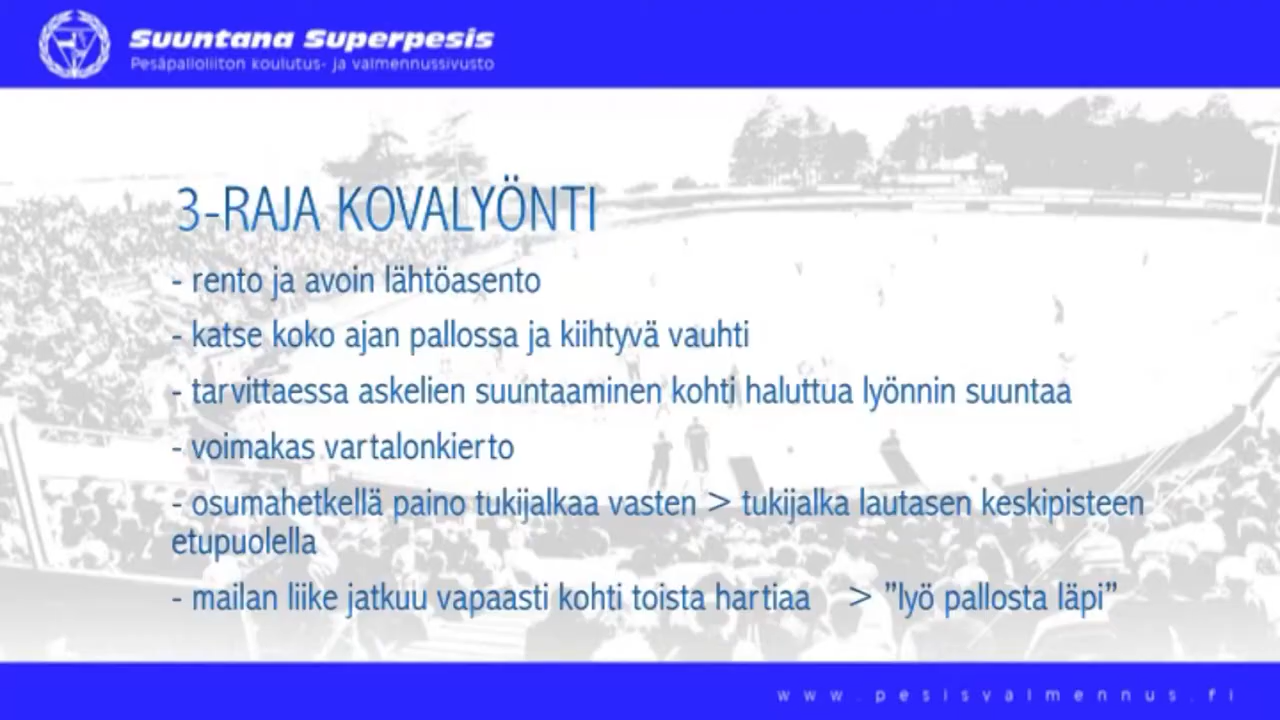 Suuntana Superpesis
Pesäpalloliiton koulutus- ja valmennussivusto
3-RAJA KOVALYÖNTI
- rento ja avoin lähtöasento
- katse koko ajan pallossa ja kiihtyvä vauhti
- tarvittaessa askelien suuntaaminen kohti haluttua lyönnin suuntaa
- voimakas vartalonkierto
- osumahetkellä paino tukijalkaa vasten > tukijalka lautasen keskipisteen
etupuolella
- mailan liike jatkuu vapaasti kohti toista hartiaa > ”lyö pallosta läpi”
www.pesisvalmennus.fi